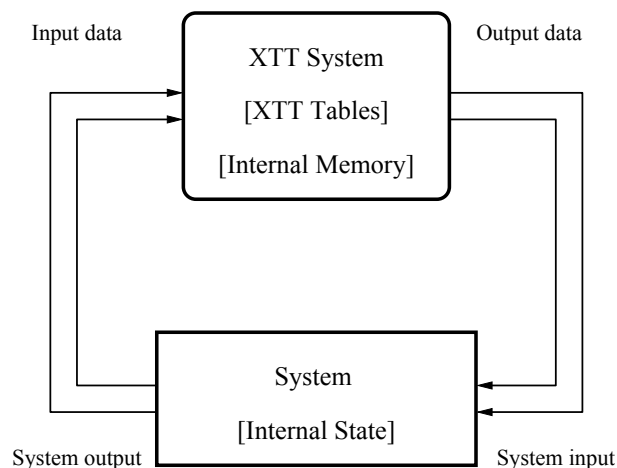 Input data
Output data
XTT System
[XTT Tables]
[Internal Memory]
System
[Internal State]
System output
System input